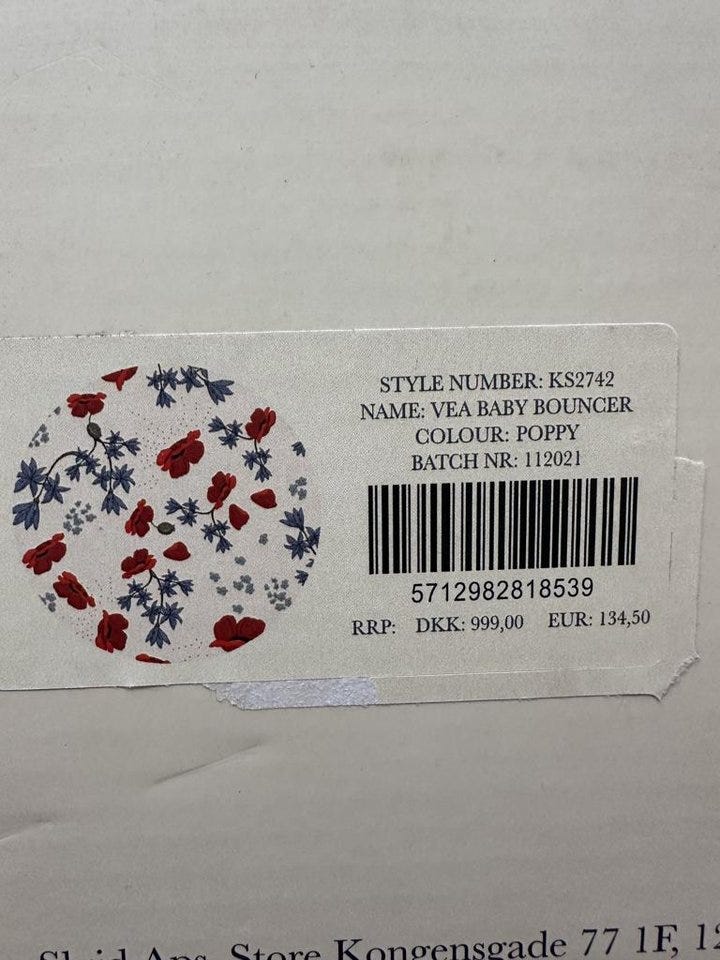 STYLE NUMBER: KS2742
NAME: VEA BABY BOUNCER
COLOUR: POPPY
BATCH NR: 112021
5712982818539
RRP: DKK: 999,00 EUR: 134,50
Aps, Store Kongensgade 77 1F,